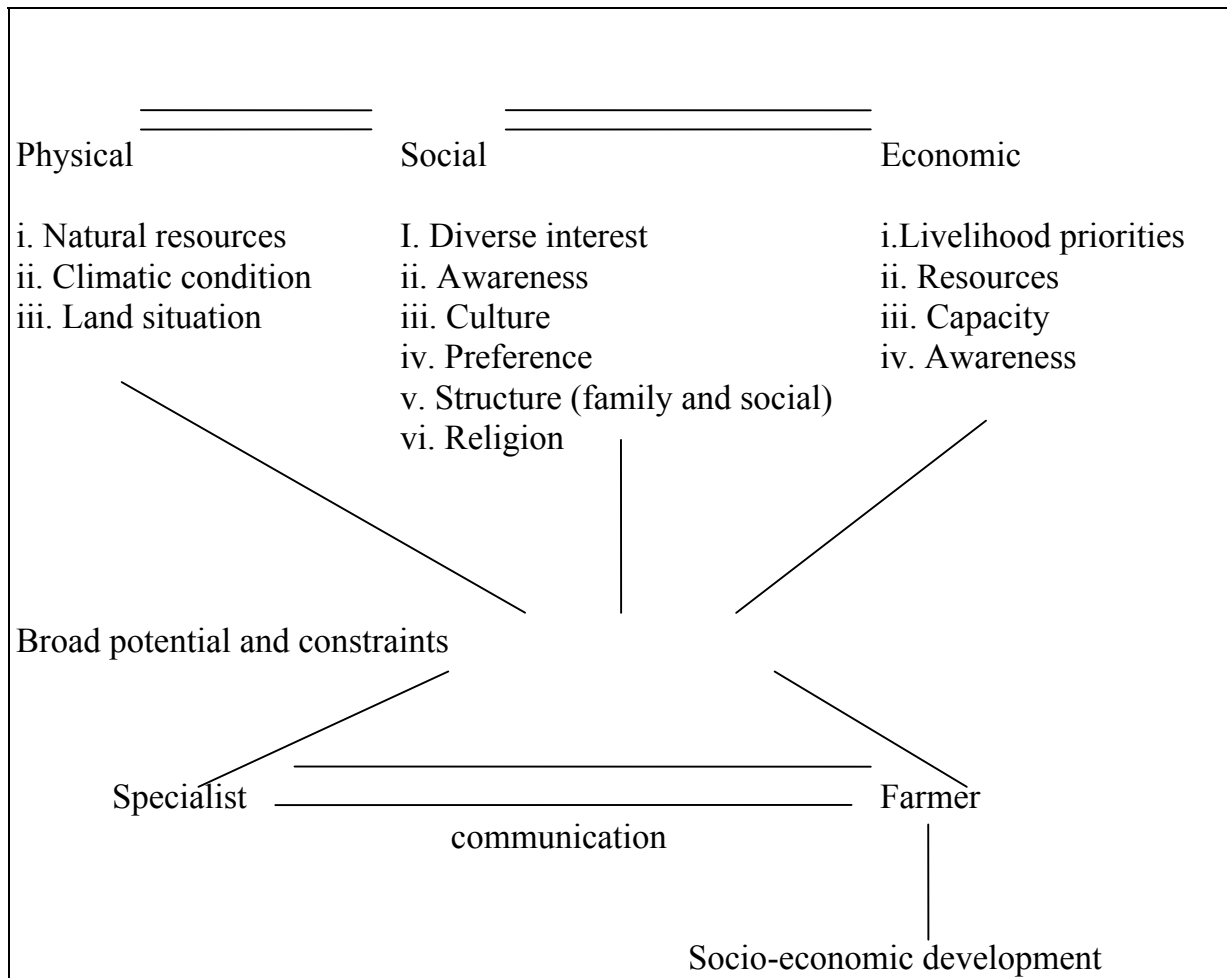 Physical
Social
Economic
i. Natural resources
ii. Climatic condition
iii. Land situation
I. Diverse interest
ii. Awareness
iii. Culture
iv. Preference
v. Structure (family and social)
vi. Religion
i.Livelihood priorities
ii. Resources
iii. Capacity
iv. Awareness
Broad potential and constraints
Specialist
Farmer
communication
Socio-economic development